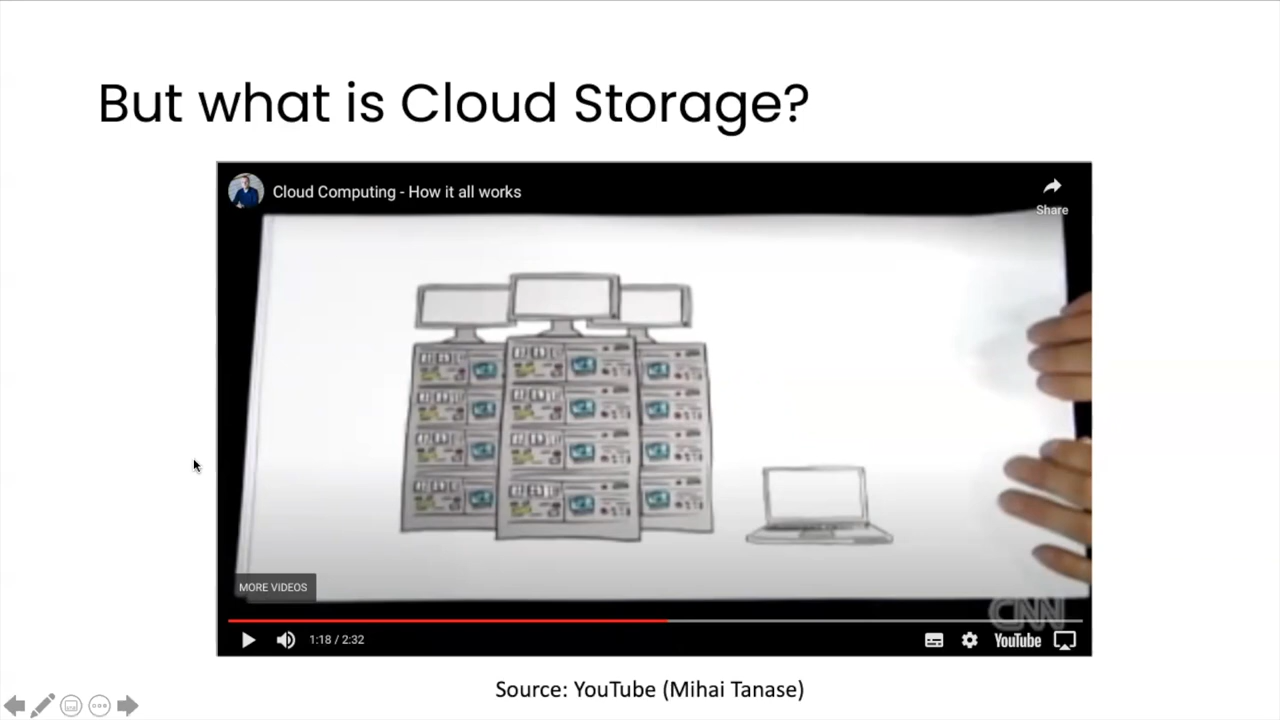 But what is Cloud Storage?
Cloud Computing - How it all works
Share
MORE VIDEOS
CNN
1:18 / 2:32
YouTube
Source: YouTube (Mihai Tanase)